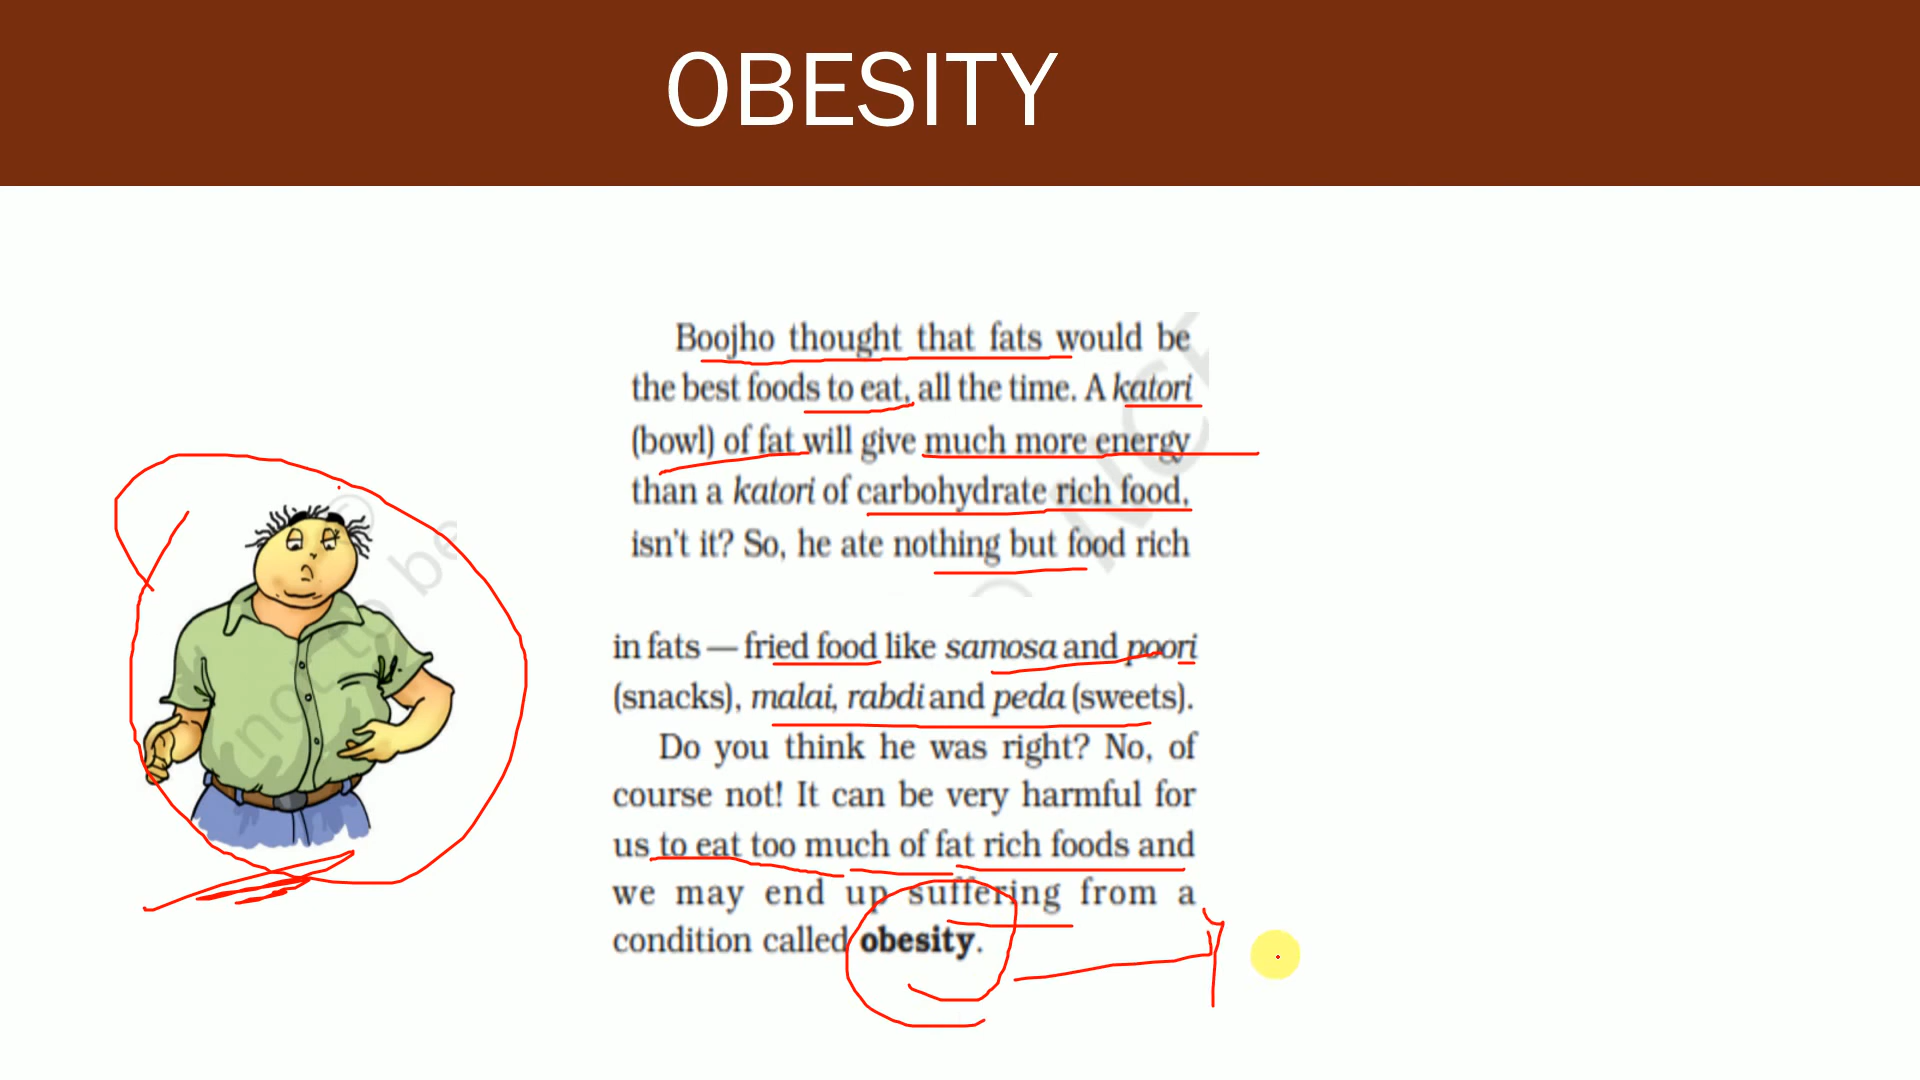 OBESITY
Boojho thought that fats would be
the best foods to eat, all the time. A katori
(bowl) of fat will give much more energy
than a katori of carbohydrate rich food,
isn't it? So, he ate nothing but food rich
in fats — fried food like samosa and poori
(snacks), malai, rabdi and peda (sweets).
Do you think he was right? No, of
course not! It can be very harmful for
us to eat too much of fat rich foods and
we may end up suffering from a
condition called obesity.
not to be